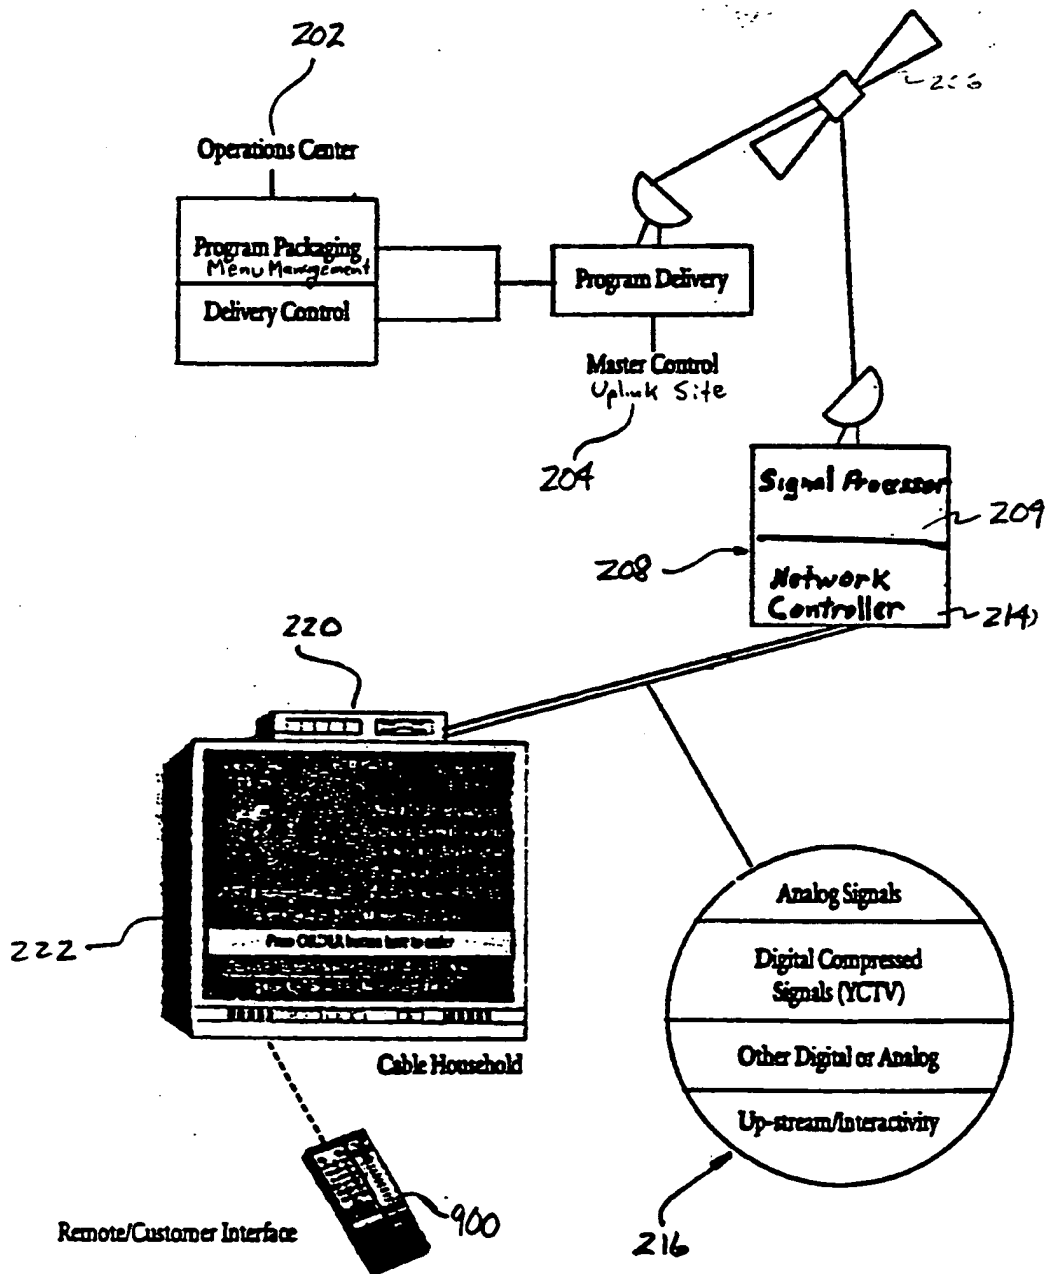 202
Operations Center
Program Packaging
Menu Management
Delivery Control
Program Delivery
Master Control
Uplink Site
204
Signal Processor
209
208
Network
Controller
214
220
222
Cable Household
Analog Signals
Digital Compressed
Signals (YCTV)
Other Digital or Analog
Up-stream/Interactivity
216
900
Remote/Customer Interface